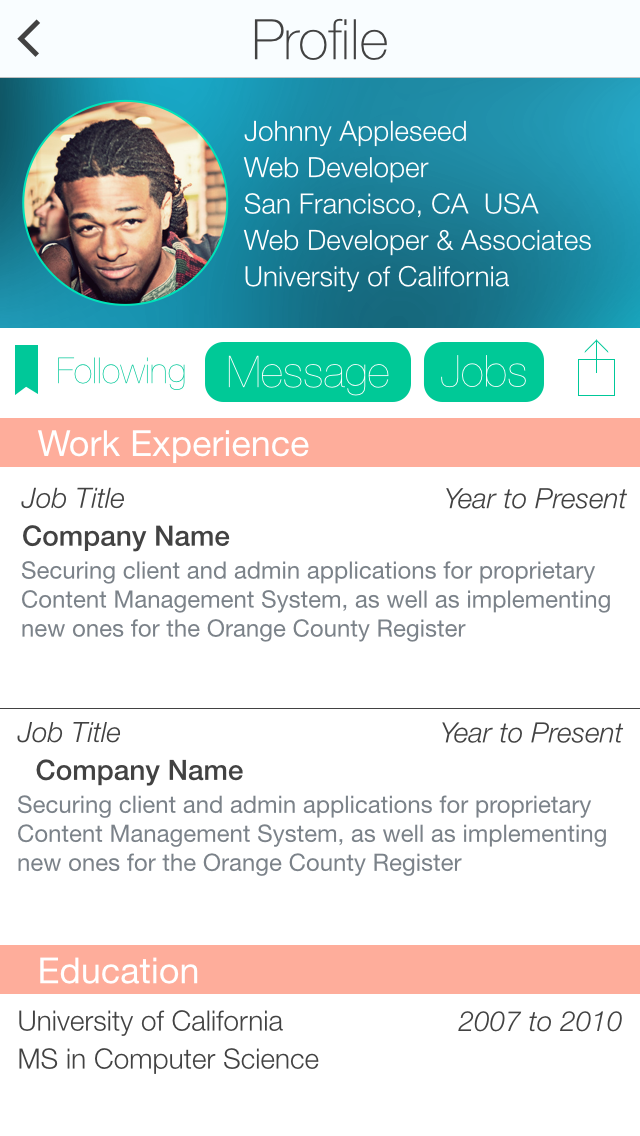 Profile
Johnny Appleseed
Web Developer
San Francisco, CA  USA
Web Developer & Associates
University of California
Following Message Jobs
Work Experience
Job Title Year to Present
Company Name
Securing client and admin applications for proprietary
Content Management System, as well as implementing
new ones for the Orange County Register
Job Title Year to Present
Company Name
Securing client and admin applications for proprietary
Content Management System, as well as implementing
new ones for the Orange County Register
Education
University of California 2007 to 2010
MS in Computer Science